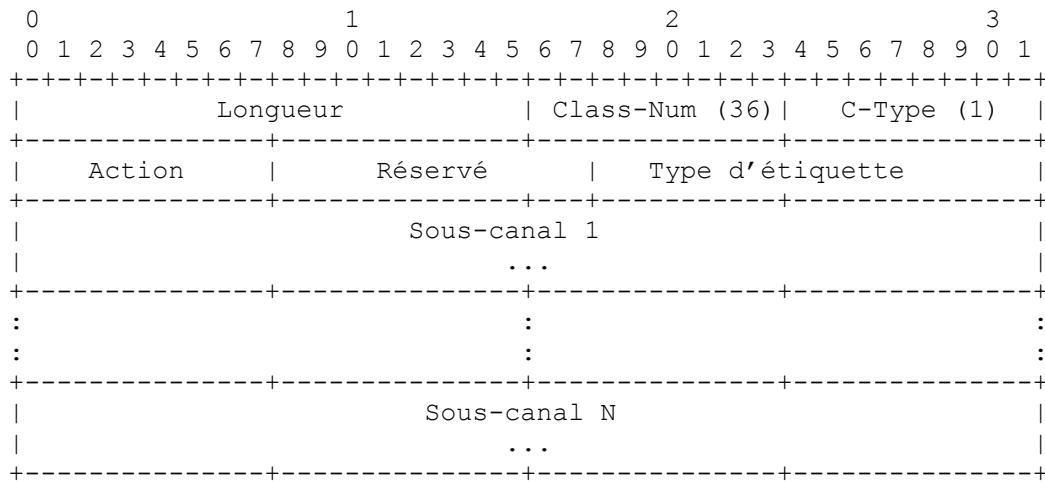 0                   1                   2                   3
 0 1 2 3 4 5 6 7 8 9 0 1 2 3 4 5 6 7 8 9 0 1 2 3 4 5 6 7 8 9 0 1
+-+-+-+-+-+-+-+-+-+-+-+-+-+-+-+-+-+-+-+-+-+-+-+-+-+-+-+-+-+-+-+-+
|            Longueur           | Class-Num (36)|   C-Type (1)  |
+---------------+---------------+---------------+---------------+
|    Action     |      Réservé      |   Type d’étiquette        |
+---------------+---------------+---+-----------+---------------+
|                        Sous-canal 1                           |
|                              ...                              |
+---------------+---------------+---------------+---------------+
:                               :                               :
:                               :                               :
+---------------+---------------+---------------+---------------+
|                         Sous-canal N                          |
|                              ...                              |
+---------------+---------------+---------------+---------------+